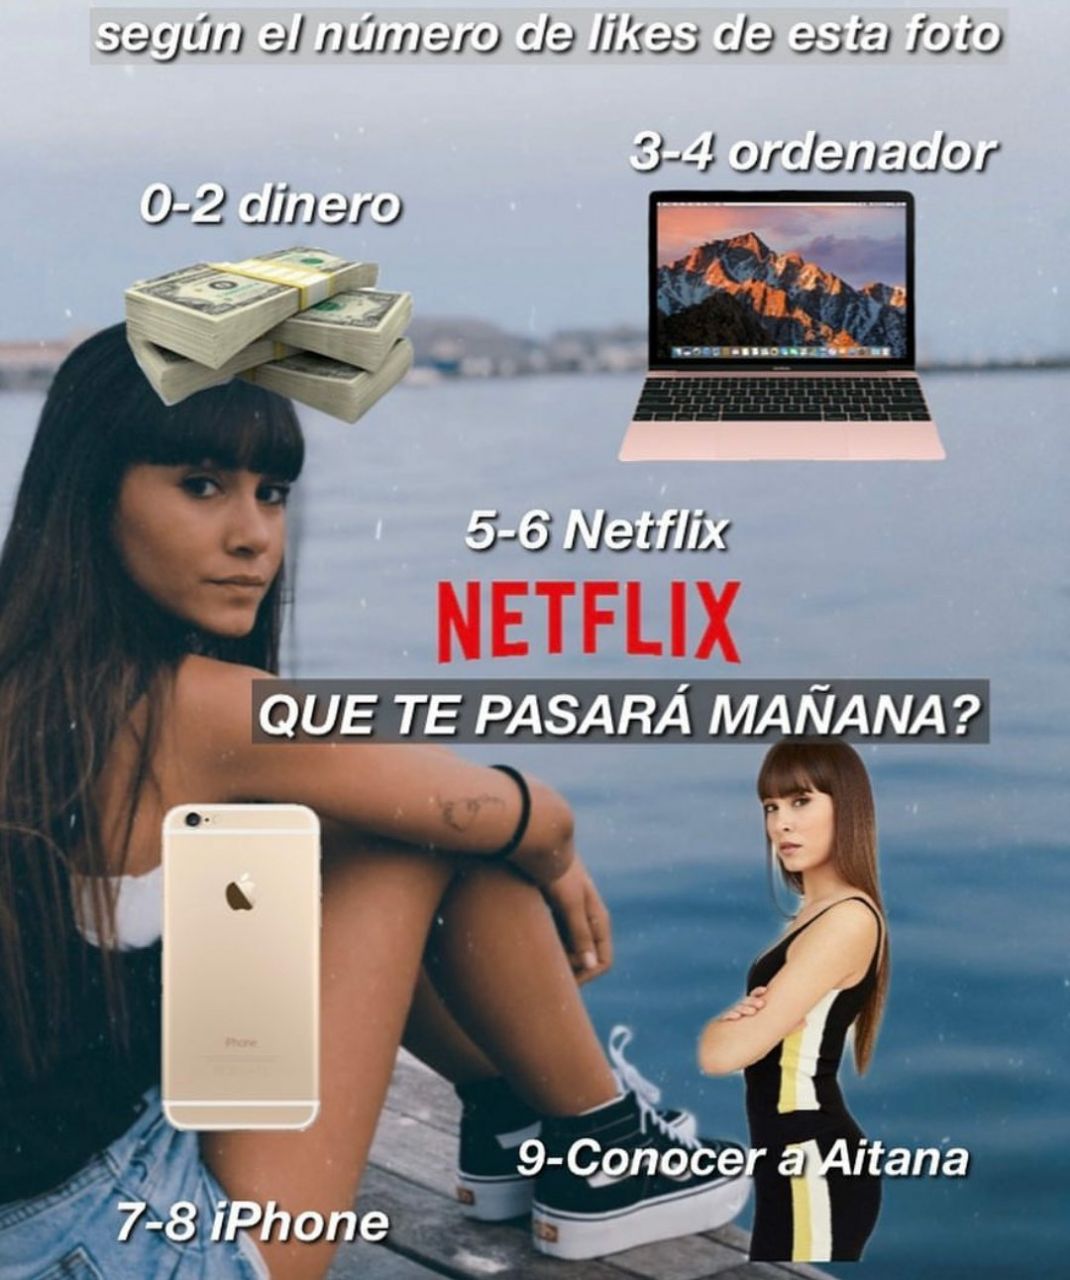 según el número de likes de esta foto
0-2 dinero
3-4 ordenador
5-6 Netflix
NETFLIX
QUE TE PASARÁ MAÑANA?
iPhone
9-Conocer a Aitana
7-8 iPhone